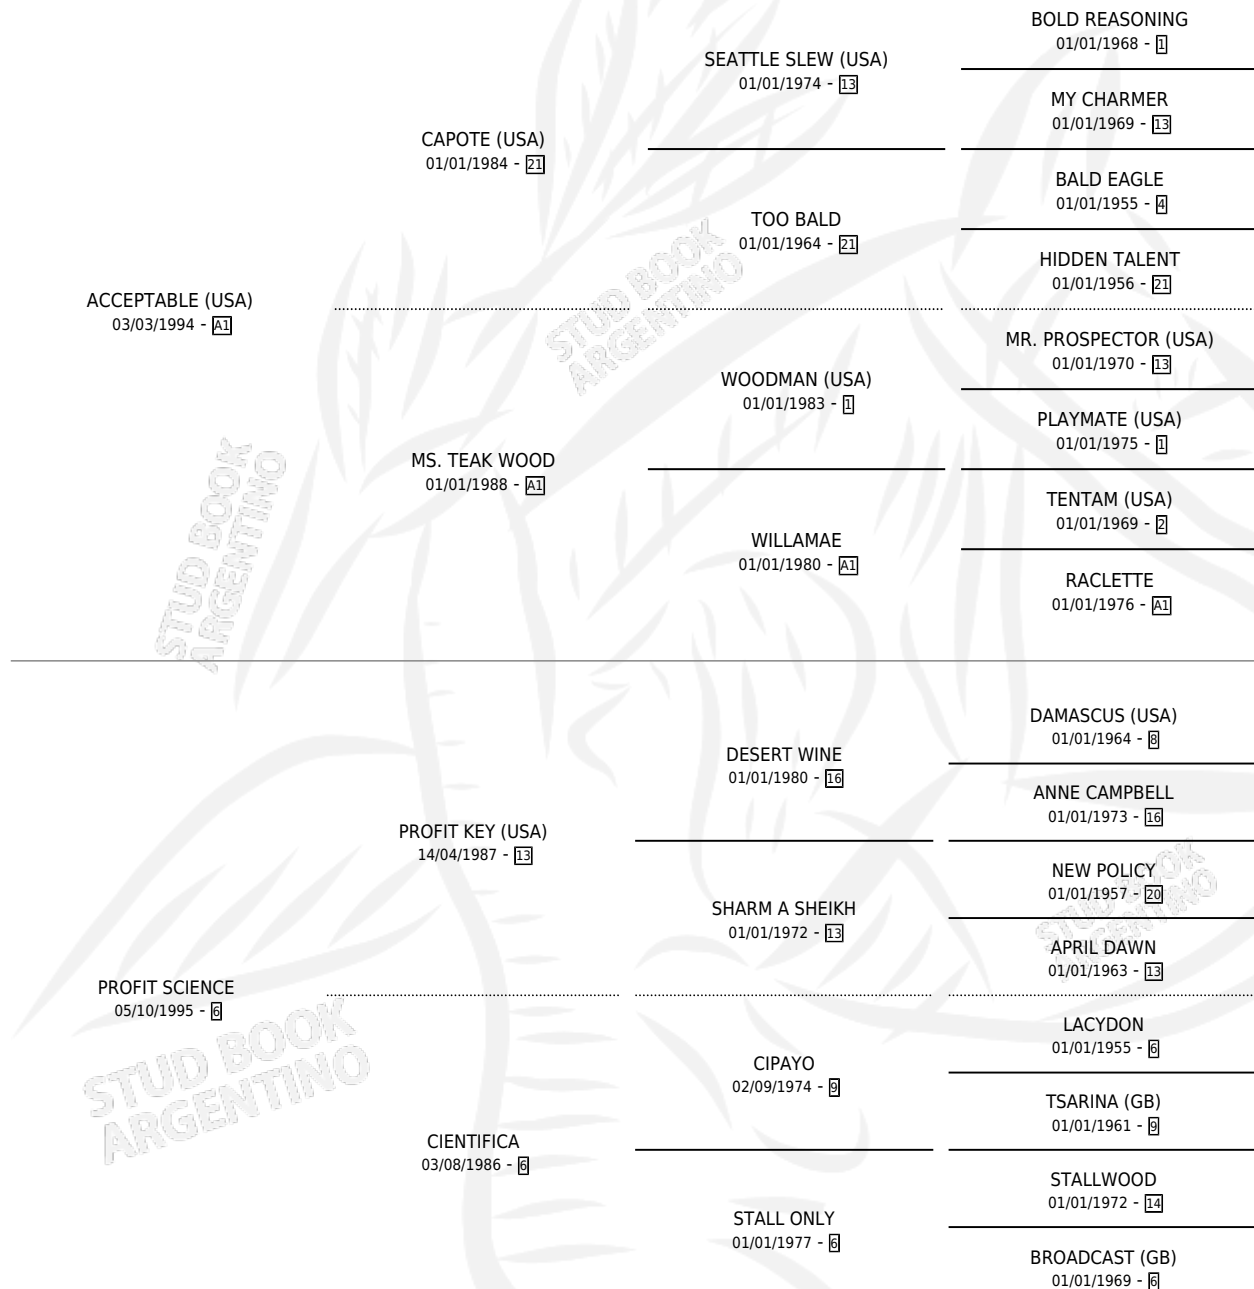 BOLD REASONING
01/01/1968 - 1
SEATTLE SLEW (USA)
01/01/1974 - 13
MY CHARMER
01/01/1969 - 13
CAPOTE (USA)
01/01/1984 - 21
BALD EAGLE
01/01/1955 - 4
TOO BALD
01/01/1964 - 21
HIDDEN TALENT
01/01/1956 - 21
ACCEPTABLE (USA)
03/03/1994 - A1
MR. PROSPECTOR (USA)
01/01/1970 - 13
WOODMAN (USA)
01/01/1983 - 1
PLAYMATE (USA)
01/01/1975 - 1
MS. TEAK WOOD
01/01/1988 - A1
TENTAM (USA)
01/01/1969 - 2
WILLAMAE
01/01/1980 - A1
RACLETTE
01/01/1976 - A1
DAMASCUS (USA)
01/01/1964 - 8
DESERT WINE
01/01/1980 - 16
ANNE CAMPBELL
01/01/1973 - 16
PROFIT KEY (USA)
14/04/1987 - 13
NEW POLICY
01/01/1957 - 20
SHARM A SHEIKH
01/01/1972 - 13
APRIL DAWN
01/01/1963 - 13
PROFIT SCIENCE
05/10/1995 - 6
LACYDON
01/01/1955 - 6
CIPAYO
02/09/1974 - 9
TSARINA (GB)
01/01/1961 - 9
CIENTIFICA
03/08/1986 - 6
STALLWOOD
01/01/1972 - 14
STALL ONLY
01/01/1977 - 6
BROADCAST (GB)
01/01/1969 - 6
STUD BOOK
ARGENTINO
STUD BOOK
ARGENTINO
STUD BOOK
ARGENTINO
STUD BOOK
ARGENTINO